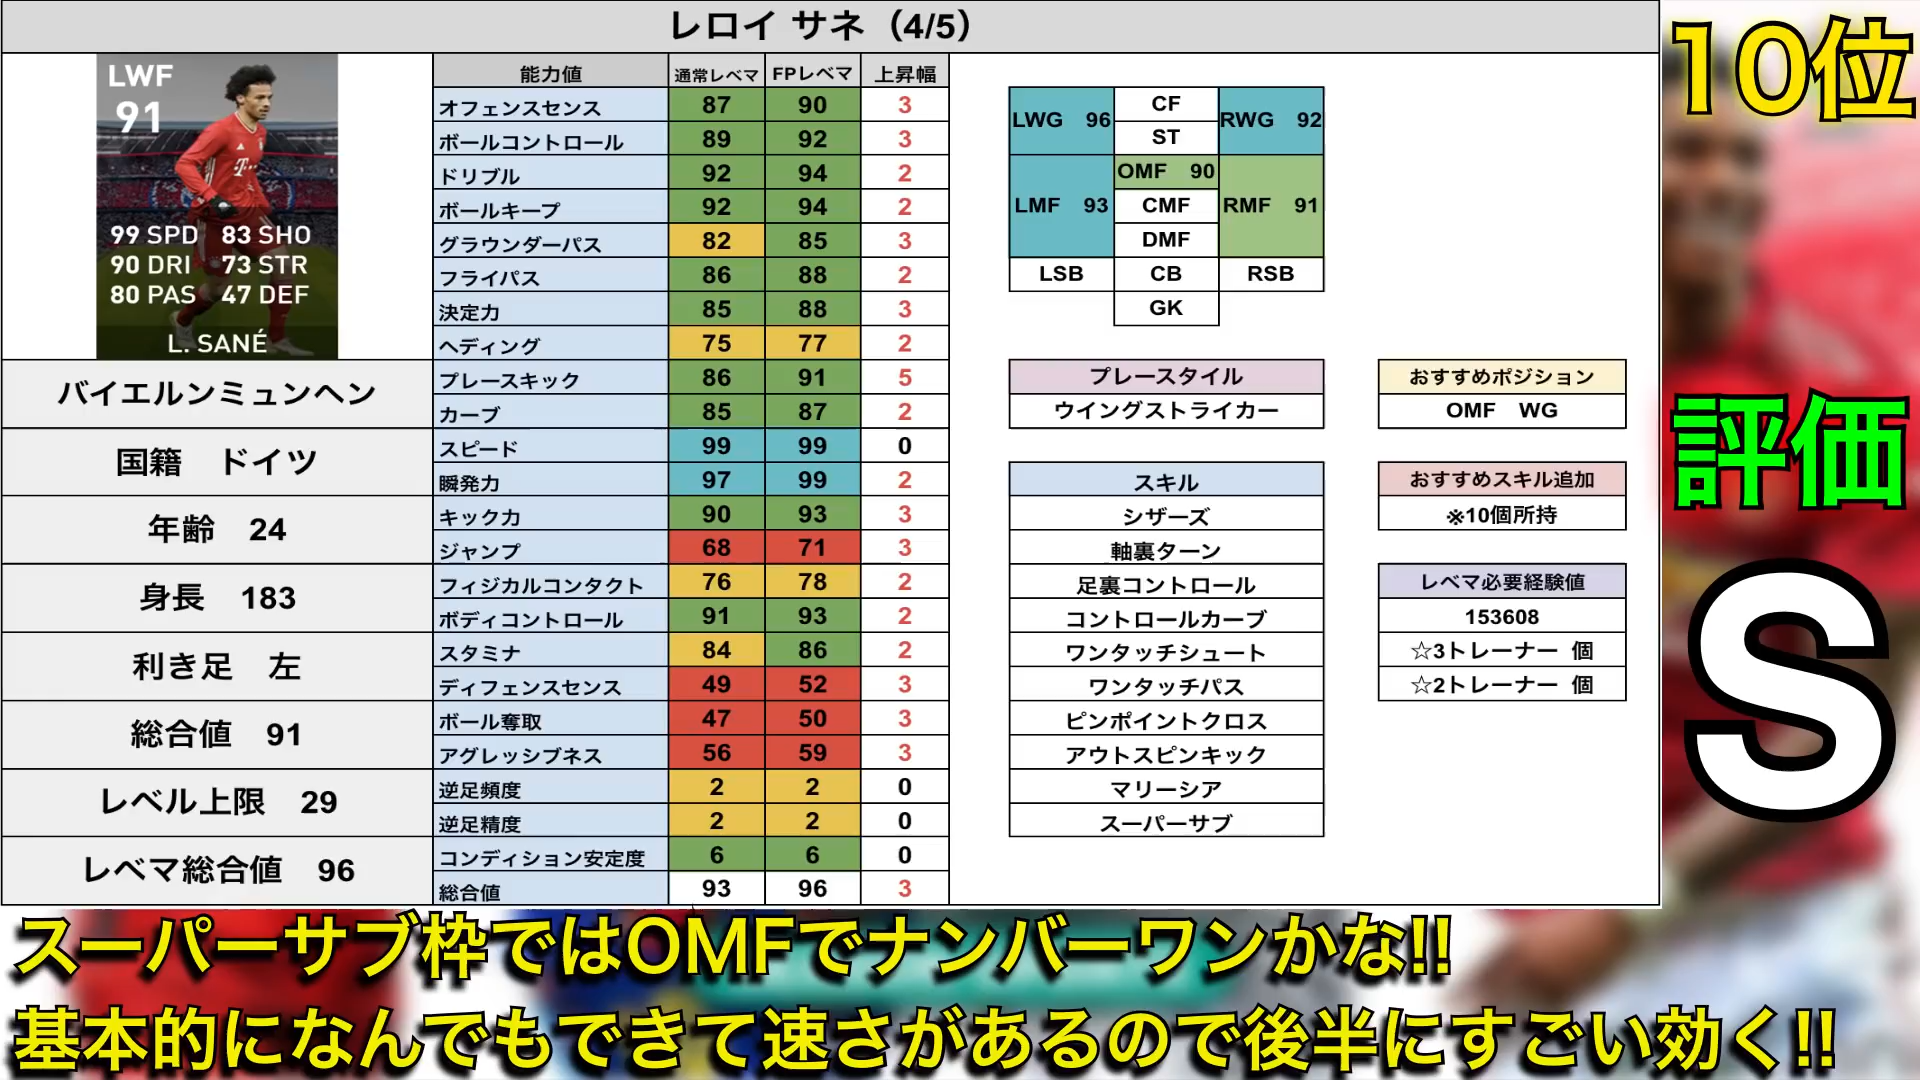 レロイ サネ（4/5）
10位
LWF
91
99 SPD 83 SHO
90 DRI 73 STR
80 PAS 47 DEF
L. SANÉ
バイエルンミュンヘン
国籍 ドイツ
年齢 24
身長 183
利き足 左
総合値 91
レベル上限 29
レベマ総合値 96
能力値 通常レベマ FPレベマ 上昇幅
オフェンスセンス 87 90 3
ボールコントロール 89 92 3
ドリブル 92 94 2
ボールキープ 92 94 2
グラウンダーパス 82 85 3
フライパス 86 88 2
決定力 85 88 3
ヘディング 75 77 2
プレースキック 86 91 5
カーブ 85 87 2
スピード 99 99 0
瞬発力 97 99 2
キック力 90 93 3
ジャンプ 68 71 3
フィジカルコンタクト 76 78 2
ボディコントロール 91 93 2
スタミナ 84 86 2
ディフェンスセンス 49 52 3
ボール奪取 47 50 3
アグレッシブネス 56 59 3
逆足頻度 2 2 0
逆足精度 2 2 0
コンディション安定度 6 6 0
総合値 93 96 3
LWG 96 CF RWG 92
ST
OMF 90
LMF 93 CMF RMF 91
DMF
LSB CB RSB
GK
プレースタイル
ウイングストライカー
スキル
シザーズ
軸裏ターン
足裏コントロール
コントロールカーブ
ワンタッチシュート
ワンタッチパス
ピンポイントクロス
アウトスピンキック
マリーシア
スーパーサブ
おすすめポジション
OMF WG
おすすめスキル追加
※10個所持
レベマ必要経験値
153608
☆3トレーナー 個
☆2トレーナー 個
評価
S
スーパーサブ枠ではOMFでナンバーワンかな!!
基本的になんでもできて速さがあるので後半にすごい効く!!